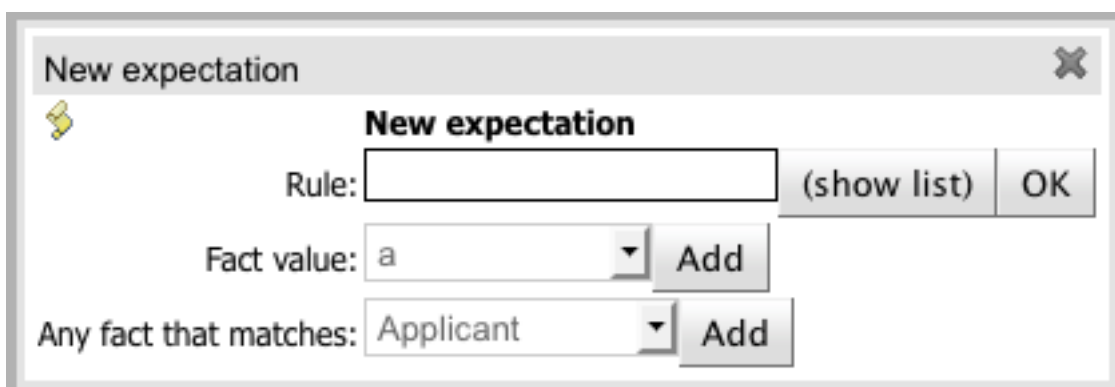 New expectation
New expectation
Rule: (show list) OK
Fact value: a Add
Any fact that matches: Applicant Add